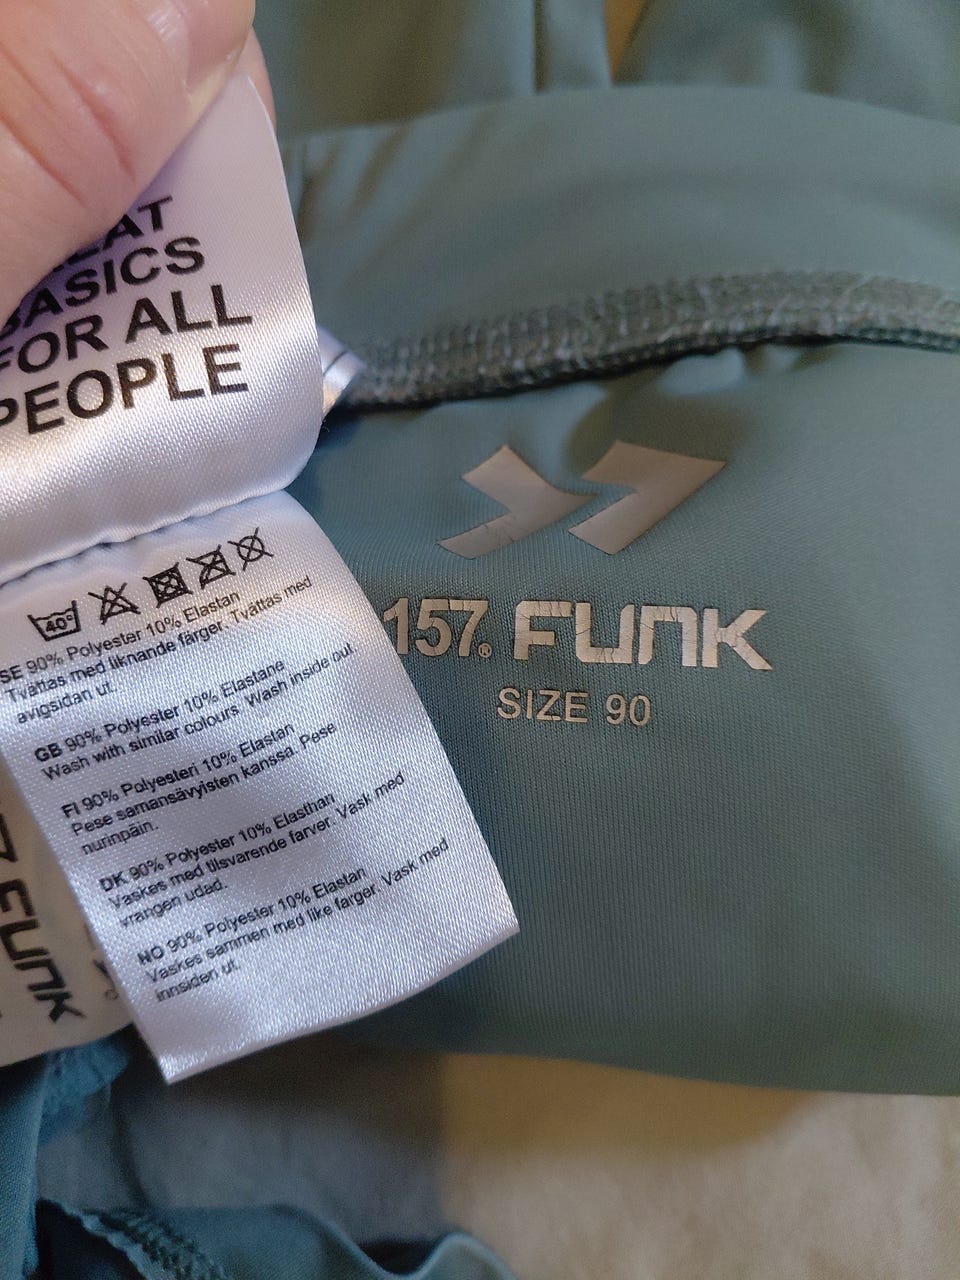 BASICS
FOR ALL
PEOPLE
40°
SE 90% Polyester 10% Elastan
Tvättas med liknande färger. Tvättas med
avigsidan ut.
GB 90% Polyester 10% Elastane
Wash with similar colours. Wash inside out.
FI 90% Polyesteri 10% Elastan
Pese samansävyisten kanssa. Pese
nurinpäin.
DK 90% Polyester 10% Elasthan
Vaskes med tilsvarende farver. Vask med
vrangen udad.
NO 90% Polyester 10% Elastan
Vaskes sammen med like farger. Vask med
innsiden ut.
157® FUNK
SIZE 90
FUNK